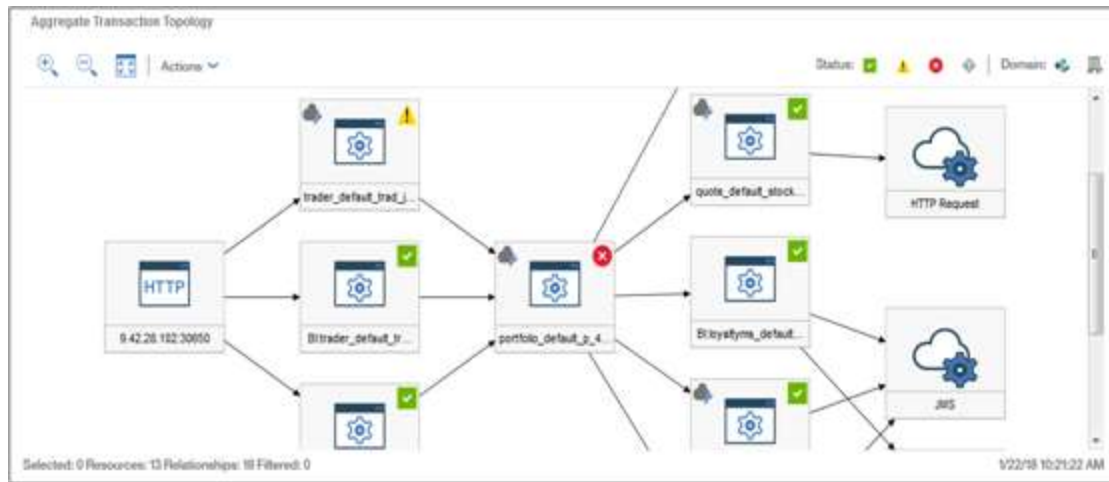 Aggregate Transaction Topology
Actions
Status:
Domain:
trader_default_trad_j...
quote_default_stock...
HTTP Request
HTTP
9.42.28.182:30650
BI:trader_default_tr...
portfolio_default_p_4...
BI:loyaltyms_default...
JMS
Selected: 0 Resources: 13 Relationships: 18 Filtered: 0
1/22/18 10:21:22 AM